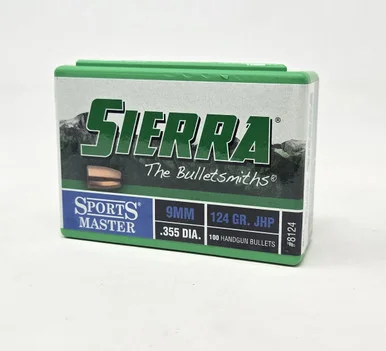 SIERRA
The Bulletsmiths®
SPORTS®
MASTER
9MM
124 GR. JHP
.355 DIA.
100 HANDGUN BULLETS
#8124